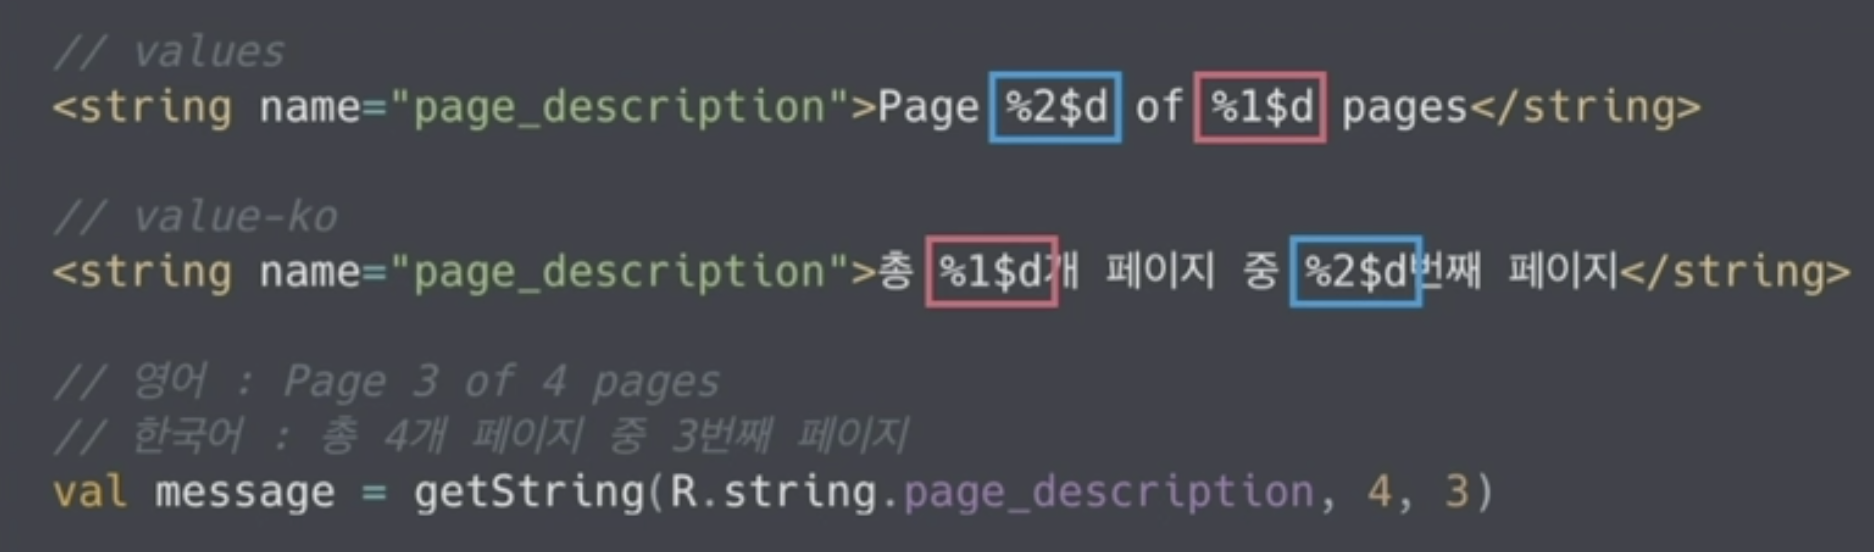 // values
<string name="page_description">Page %2$d of %1$d pages</string>
// value-ko
<string name="page_description">총 %1$d개 페이지 중 %2$d번째 페이지</string>
// 영어 : Page 3 of 4 pages
// 한국어 : 총 4개 페이지 중 3번째 페이지
val message = getString(R.string.page_description, 4, 3)